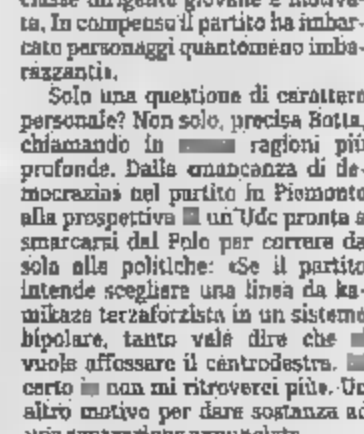 classe dirigente giovane e motiva-
ta. In compenso il partito ha imbar-
cato personaggi quantomeno imba-
razzanti».
Solo una questione di carattere
personale? Non solo, precisa Botta,
chiamando in ragioni più
profonde. Dalla «mancanza di de-
mocrazia» nel partito in Piemonte
alla prospettiva un Udc pronta a
smarcarsi dal Polo per correre da
sola alle politiche: «Se il partito
intende scegliere una linea da ka-
mikaze terzaforzista in un sistema
bipolare, tanto vale dire che
vuole affossare il centrodestra.
certo non mi ritroverei più». Un
altro motivo per dare sostanza ad